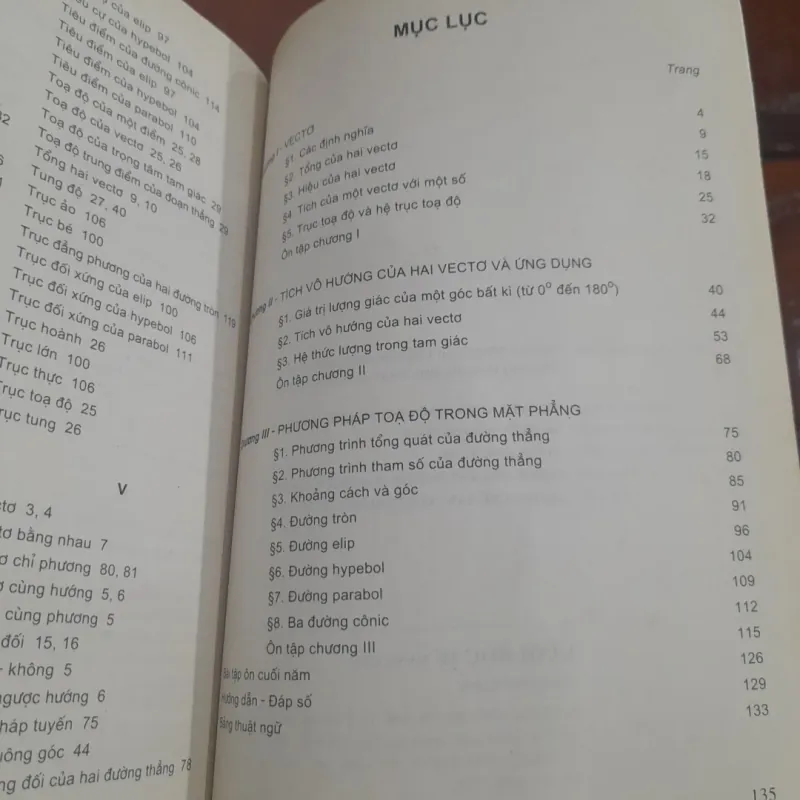 của elip 97
cự của hypebol 104
Tiêu điểm của đường cônic 114
Tiêu điểm của elip 97
Tiêu điểm của hypebol 104
Tiêu điểm của parabol 110
Toạ độ của một điểm 25, 28
Toạ độ của vectơ 25, 26
Toạ độ của trọng tâm tam giác 29
Toạ độ trung điểm của đoạn thẳng 29
Tổng hai vectơ 9, 10
Tung độ 27, 40
Trục ảo 106
Trục bé 100
Trục đẳng phương của hai đường tròn 119
Trục đối xứng của elip 100
Trục đối xứng của hypebol 106
Trục đối xứng của parabol 111
Trục hoành 26
Trục lớn 100
Trục thực 106
Trục toạ độ 25
rục tung 26
V
ctơ 3, 4
tơ bằng nhau 7
ơ chỉ phương 80, 81
ơ cùng hướng 5, 6
cùng phương 5
đối 15, 16
- không 5
ngược hướng 6
háp tuyến 75
uông góc 44
ng đối của hai đường thẳng 78
MỤC LỤC
Trang
ương I - VECTƠ
§1. Các định nghĩa 4
§2. Tổng của hai vectơ 9
§3. Hiệu của hai vectơ 15
§4. Tích của một vectơ với một số 18
§5. Trục toạ độ và hệ trục toạ độ 25
Ôn tập chương I 32
ương II - TÍCH VÔ HƯỚNG CỦA HAI VECTƠ VÀ ỨNG DỤNG
§1. Giá trị lượng giác của một góc bất kì (từ 0° đến 180°) 40
§2. Tích vô hướng của hai vectơ 44
§3. Hệ thức lượng trong tam giác 53
Ôn tập chương II 68
ương III - PHƯƠNG PHÁP TOẠ ĐỘ TRONG MẶT PHẲNG
§1. Phương trình tổng quát của đường thẳng 75
§2. Phương trình tham số của đường thẳng 80
§3. Khoảng cách và góc 85
§4. Đường tròn 91
§5. Đường elip 96
§6. Đường hypebol 104
§7. Đường parabol 109
§8. Ba đường cônic 112
Ôn tập chương III 115
Bài tập ôn cuối năm 126
Hướng dẫn - Đáp số 129
Bảng thuật ngữ 133
135